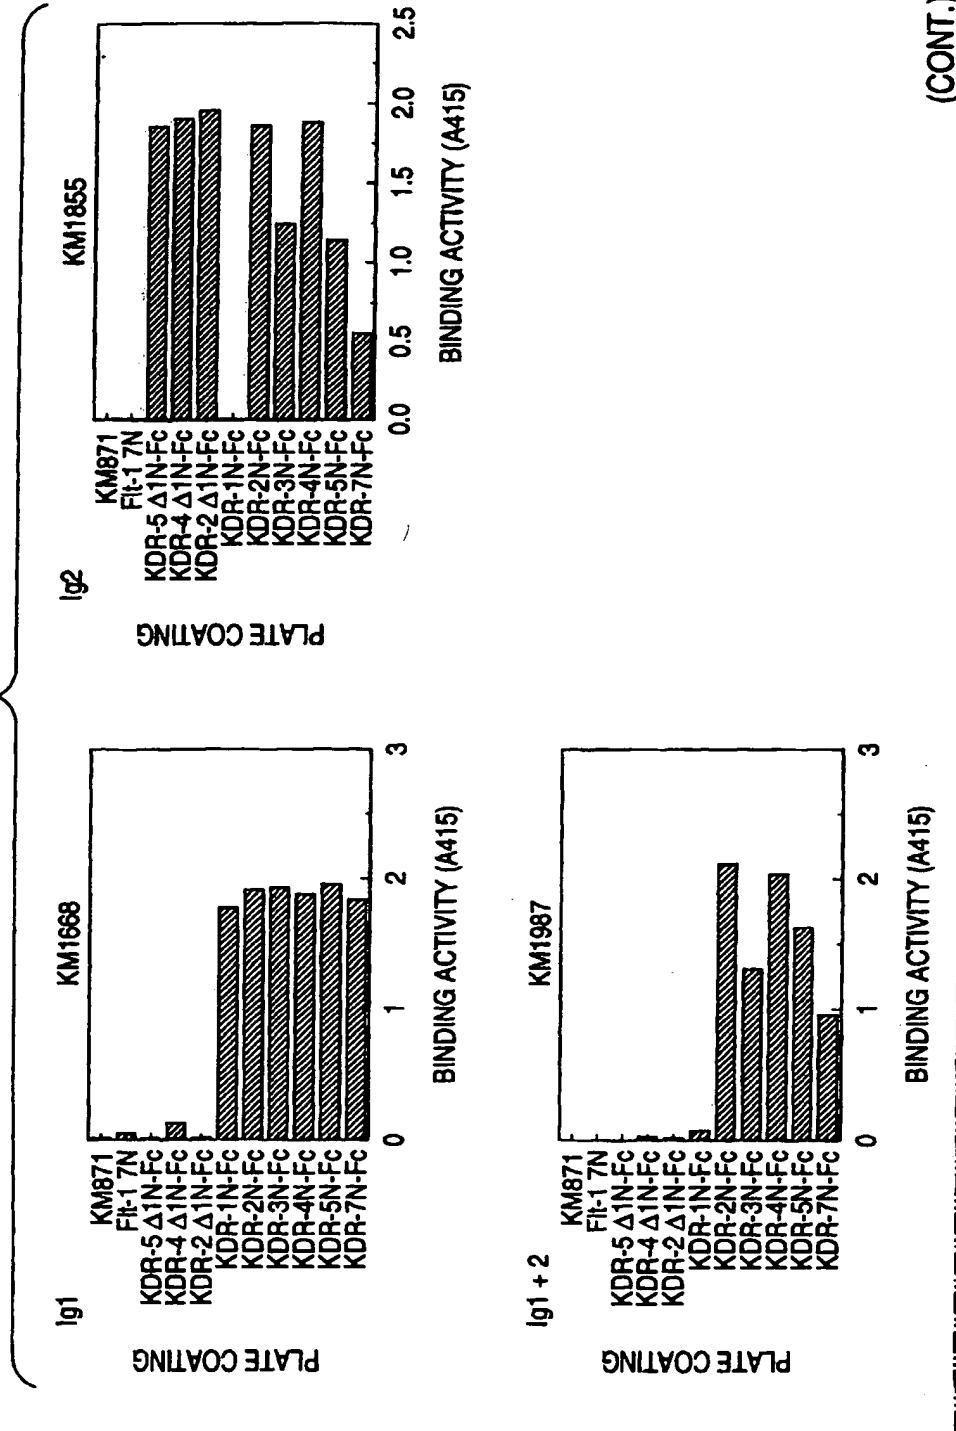 Ig1
KM1668
PLATE COATING
KM871
Flt-1 7N
KDR-5 Δ1N-Fc
KDR-4 Δ1N-Fc
KDR-2 Δ1N-Fc
KDR-1N-Fc
KDR-2N-Fc
KDR-3N-Fc
KDR-4N-Fc
KDR-5N-Fc
KDR-7N-Fc
0 1 2 3
BINDING ACTIVITY (A415)
Ig2
KM1855
PLATE COATING
KM871
Flt-1 7N
KDR-5 Δ1N-Fc
KDR-4 Δ1N-Fc
KDR-2 Δ1N-Fc
KDR-1N-Fc
KDR-2N-Fc
KDR-3N-Fc
KDR-4N-Fc
KDR-5N-Fc
KDR-7N-Fc
0.0 0.5 1.0 1.5 2.0 2.5
BINDING ACTIVITY (A415)
Ig1 + 2
KM1987
PLATE COATING
KM871
Flt-1 7N
KDR-5 Δ1N-Fc
KDR-4 Δ1N-Fc
KDR-2 Δ1N-Fc
KDR-1N-Fc
KDR-2N-Fc
KDR-3N-Fc
KDR-4N-Fc
KDR-5N-Fc
KDR-7N-Fc
0 1 2 3
BINDING ACTIVITY (A415)
(CONT.)